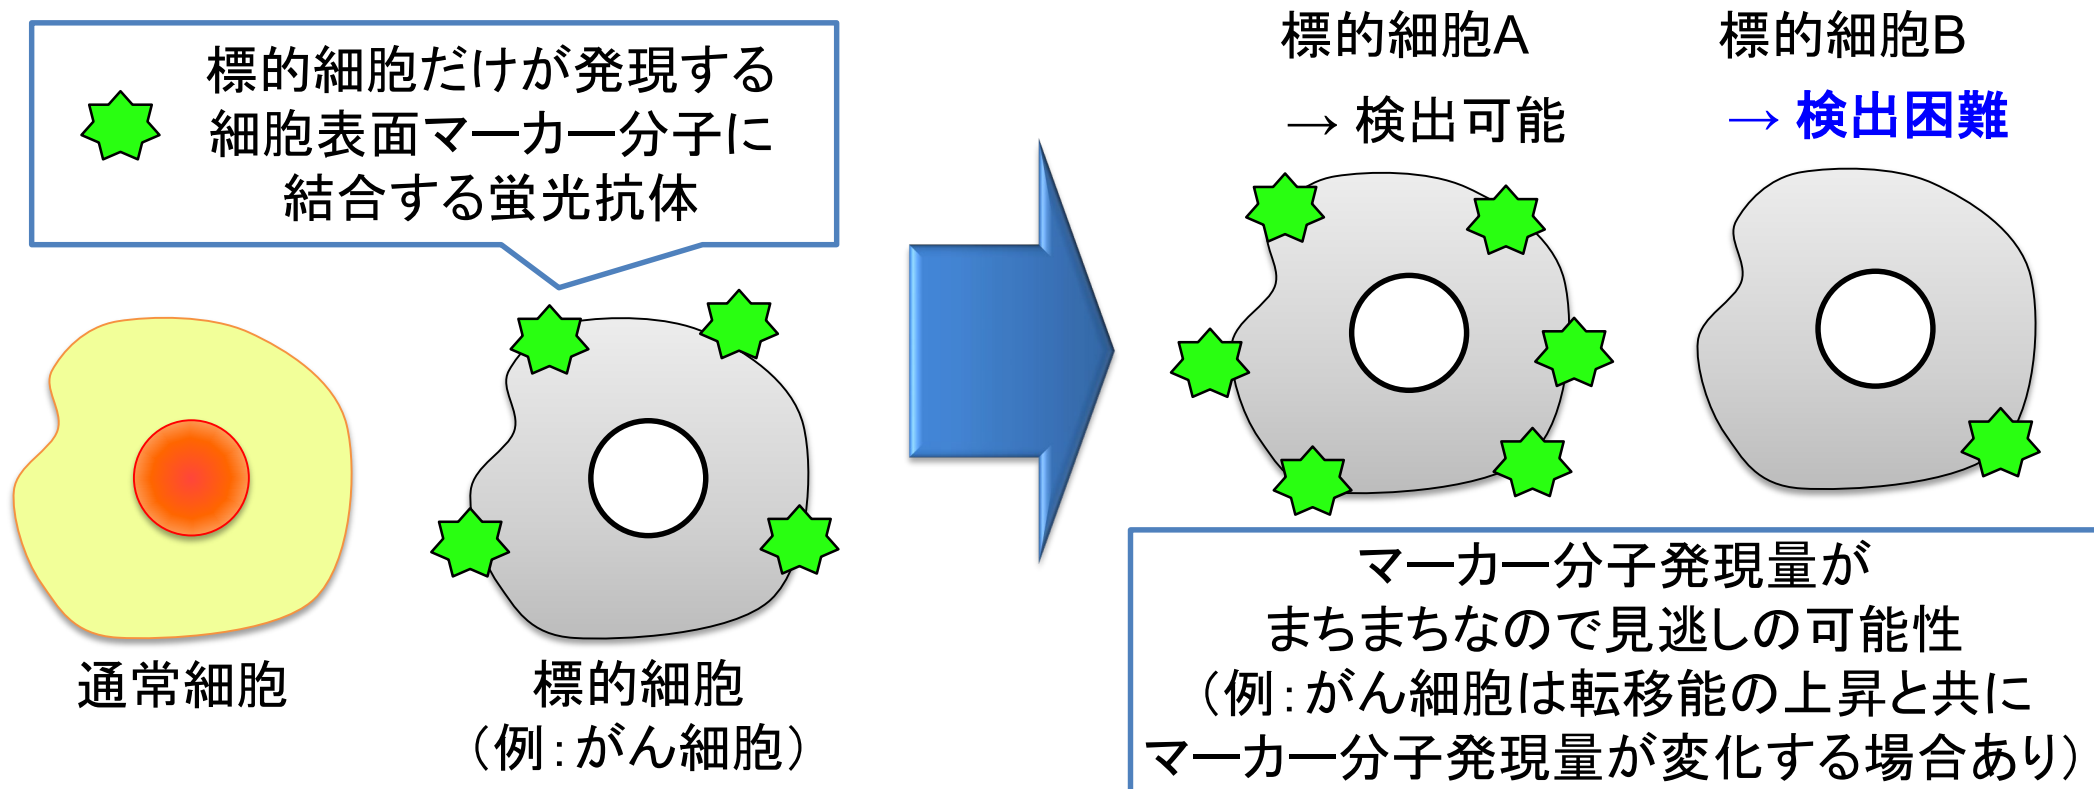 標的細胞だけが発現する
細胞表面マーカー分子に
結合する蛍光抗体
通常細胞
標的細胞
（例：がん細胞）
標的細胞A
→ 検出可能
標的細胞B
→ 検出困難
マーカー分子発現量が
まちまちなので見逃しの可能性
（例：がん細胞は転移能の上昇と共に
マーカー分子発現量が変化する場合あり）